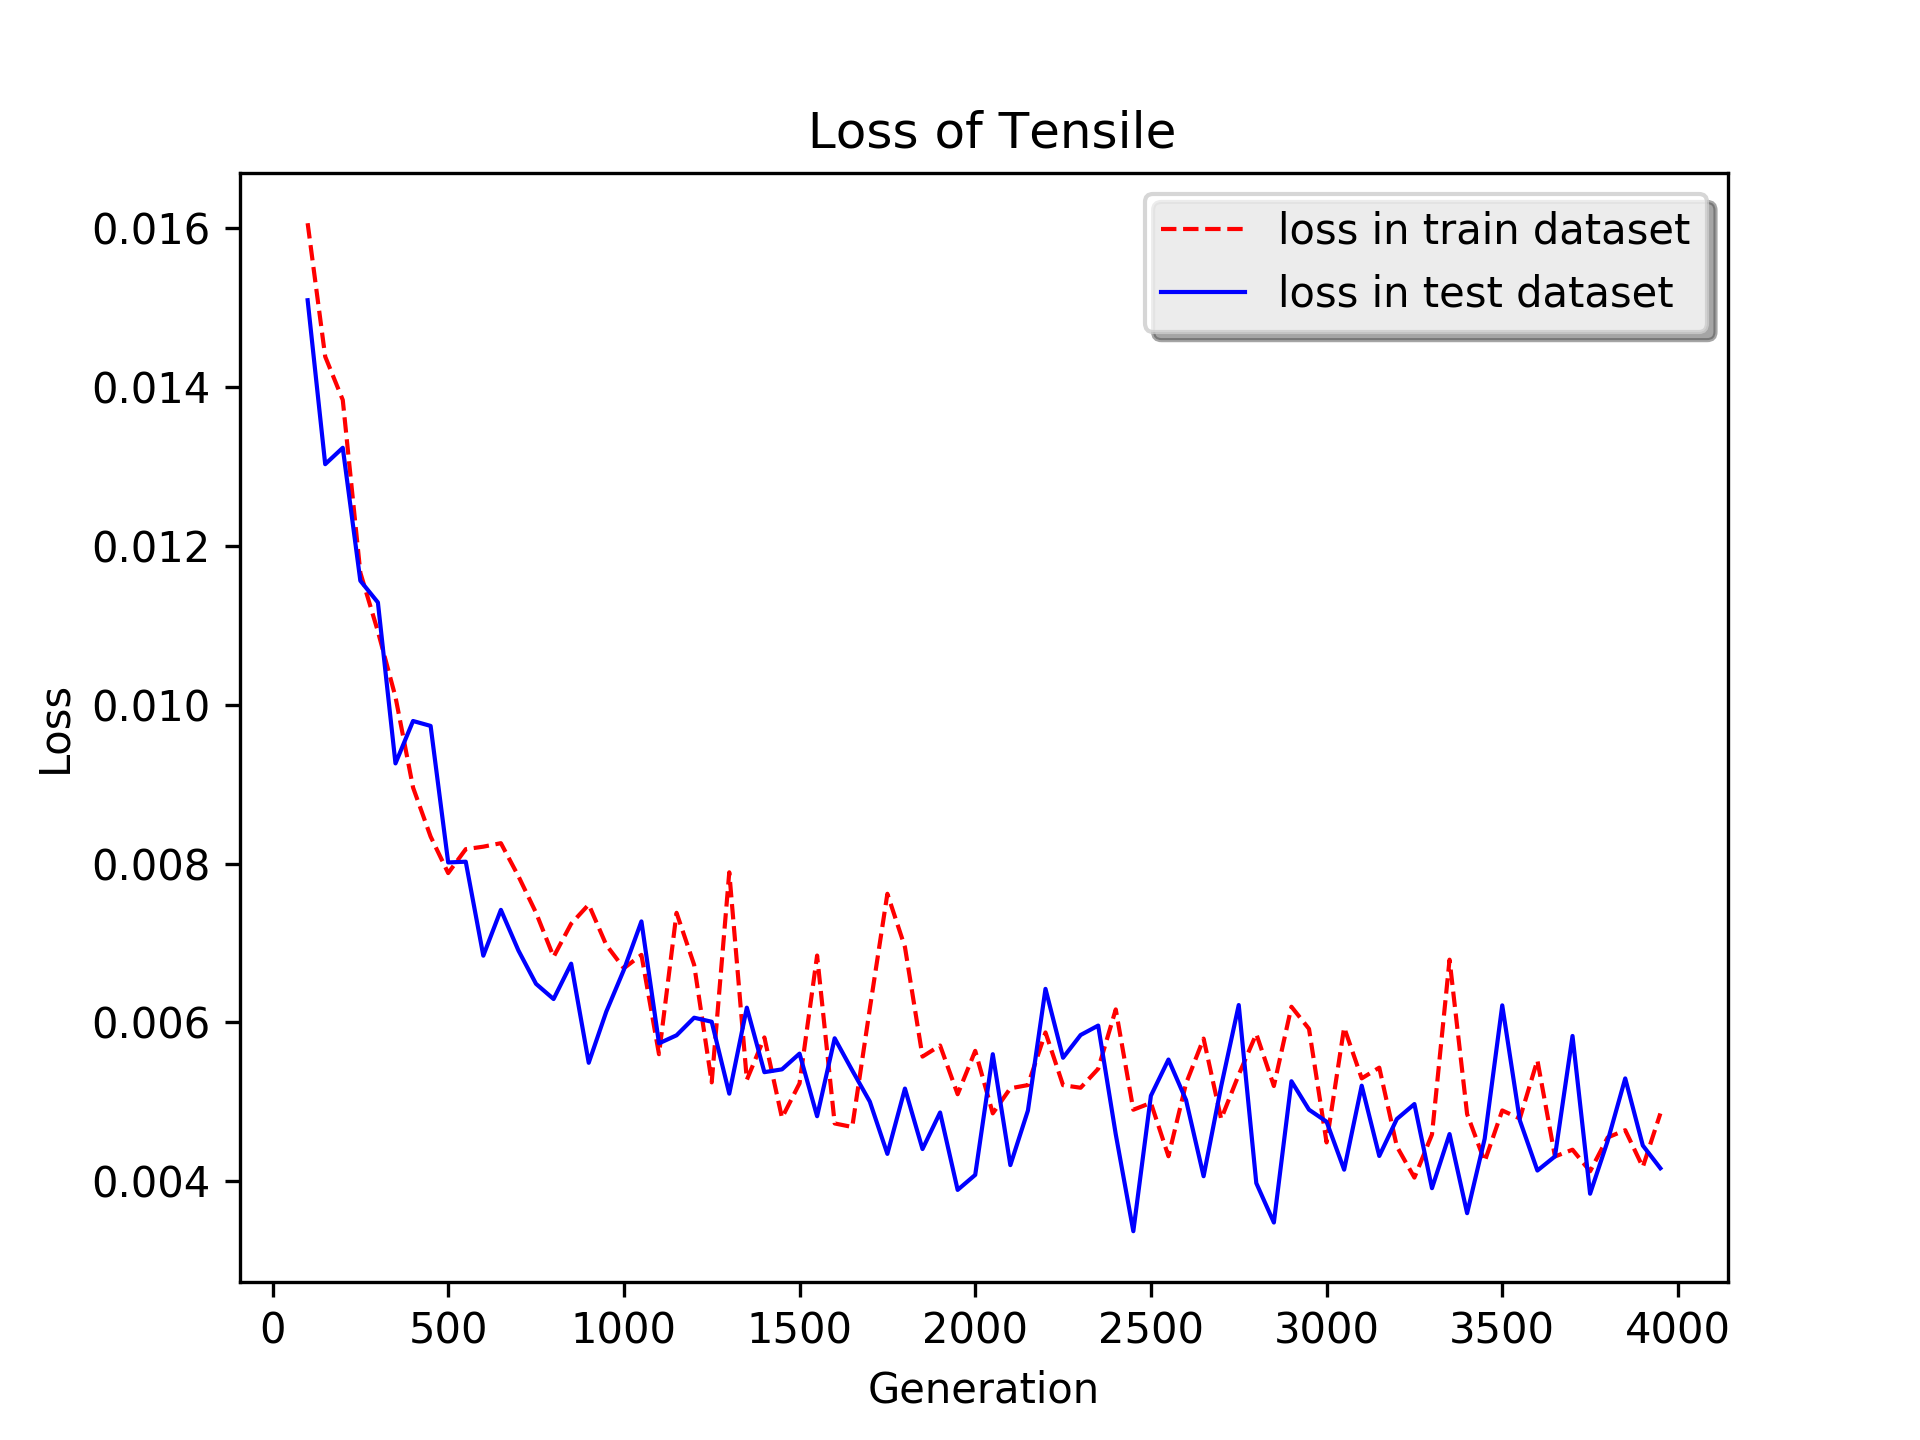 Loss of Tensile
loss in train dataset
loss in test dataset
0.016
0.014
0.012
0.010
0.008
0.006
0.004
Loss
0 500 1000 1500 2000 2500 3000 3500 4000
Generation